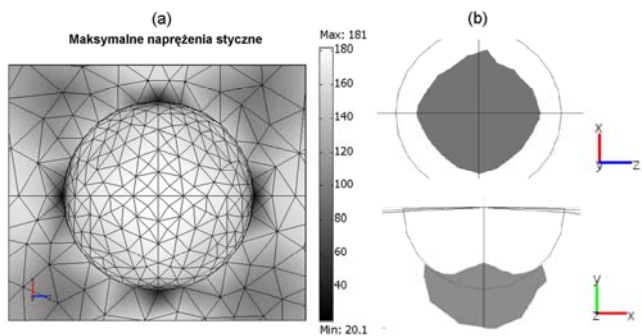 (a)
(b)
Maksymalne naprężenia styczne
Max: 181
180
160
140
120
100
80
60
40
Min: 20.1
x
y
z
y
z
x